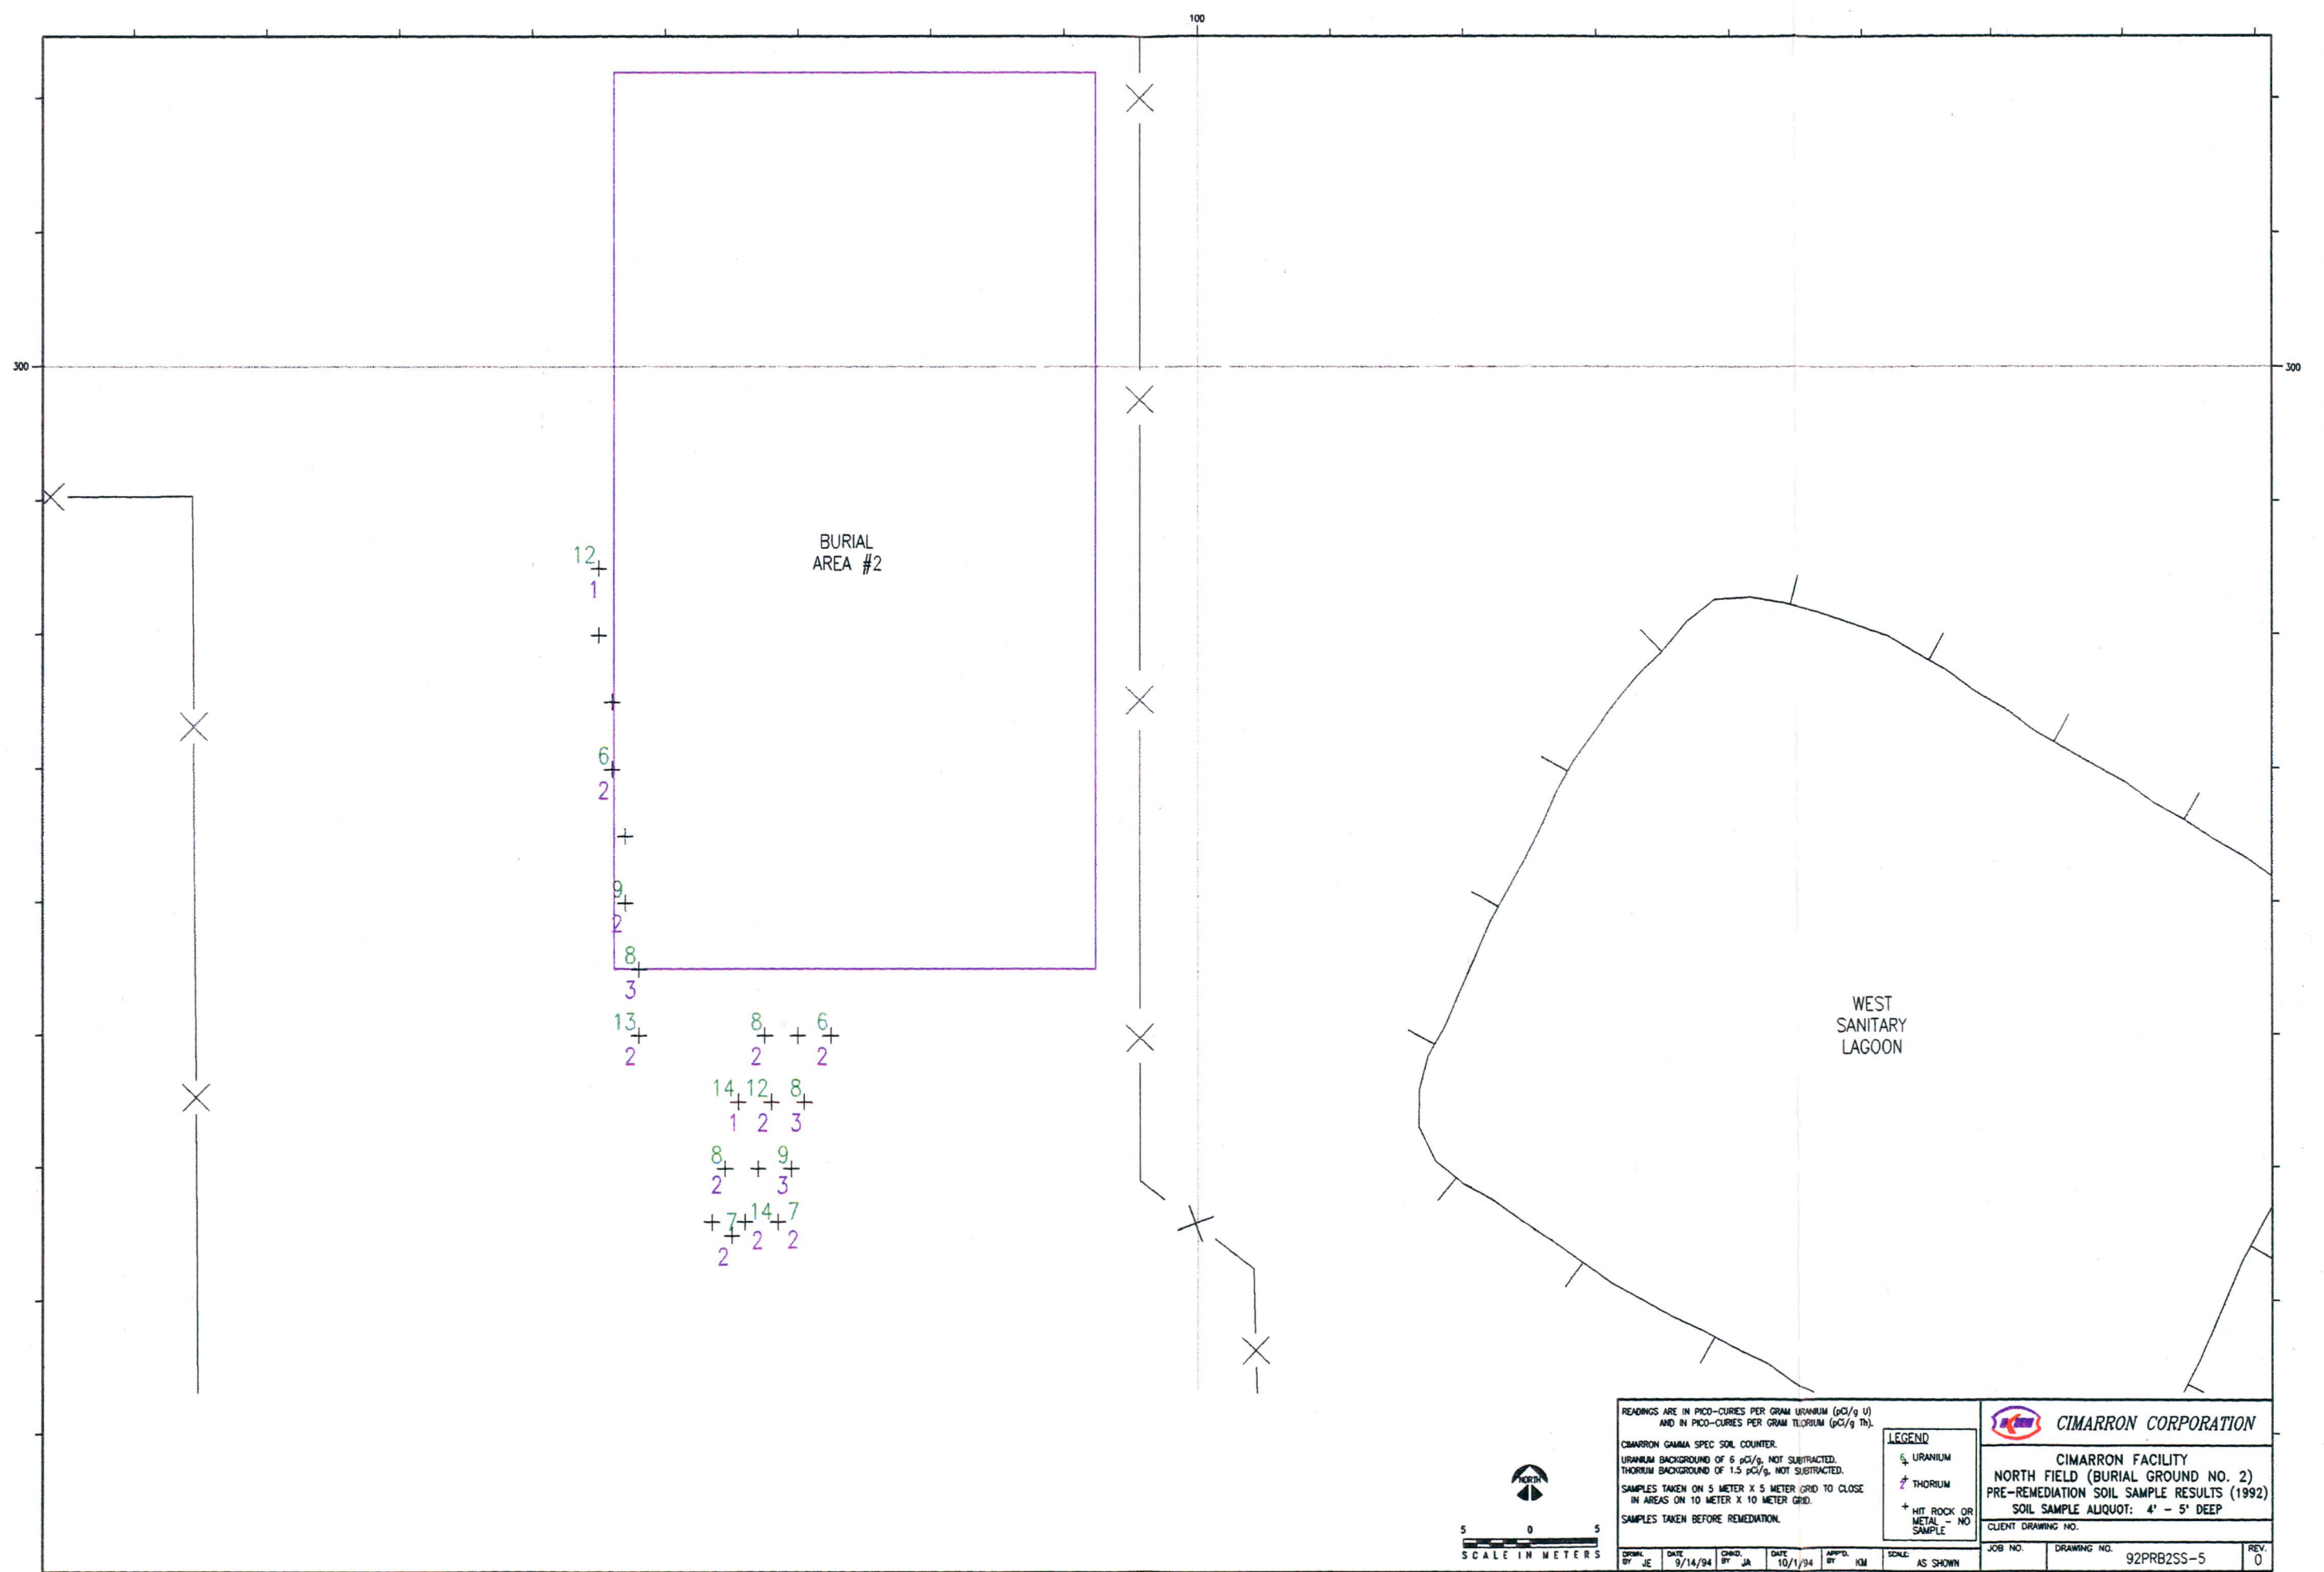 100
300
300
BURIAL
AREA #2
12
1
6
2
9
2
8
3
13
2
8
2
6
2
14
1
12
2
8
3
8
2
9
3
7
2
14
2
7
2
WEST
SANITARY
LAGOON
NORTH
5 0 5
SCALE IN METERS
READINGS ARE IN PICO-CURIES PER GRAM URANIUM (pCi/g U)
AND IN PICO-CURIES PER GRAM THORIUM (pCi/g Th).
CIMARRON GAMMA SPEC SOIL COUNTER.
URANIUM BACKGROUND OF 6 pCi/g, NOT SUBTRACTED.
THORIUM BACKGROUND OF 1.5 pCi/g, NOT SUBTRACTED.
SAMPLES TAKEN ON 5 METER X 5 METER GRID TO CLOSE
IN AREAS ON 10 METER X 10 METER GRID.
SAMPLES TAKEN BEFORE REMEDIATION.
LEGEND
6 URANIUM
2 THORIUM
HIT ROCK OR
METAL - NO
SAMPLE
CIMARRON CORPORATION
CIMARRON FACILITY
NORTH FIELD (BURIAL GROUND NO. 2)
PRE-REMEDIATION SOIL SAMPLE RESULTS (1992)
SOIL SAMPLE ALIQUOT: 4' - 5' DEEP
CLIENT DRAWING NO.
DRWN. BY JE
DATE 9/14/94
CHKD. BY JA
DATE 10/1/94
APP'D. BY KM
SCALE: AS SHOWN
JOB NO.
DRAWING NO. 92PRB2SS-5
REV. 0